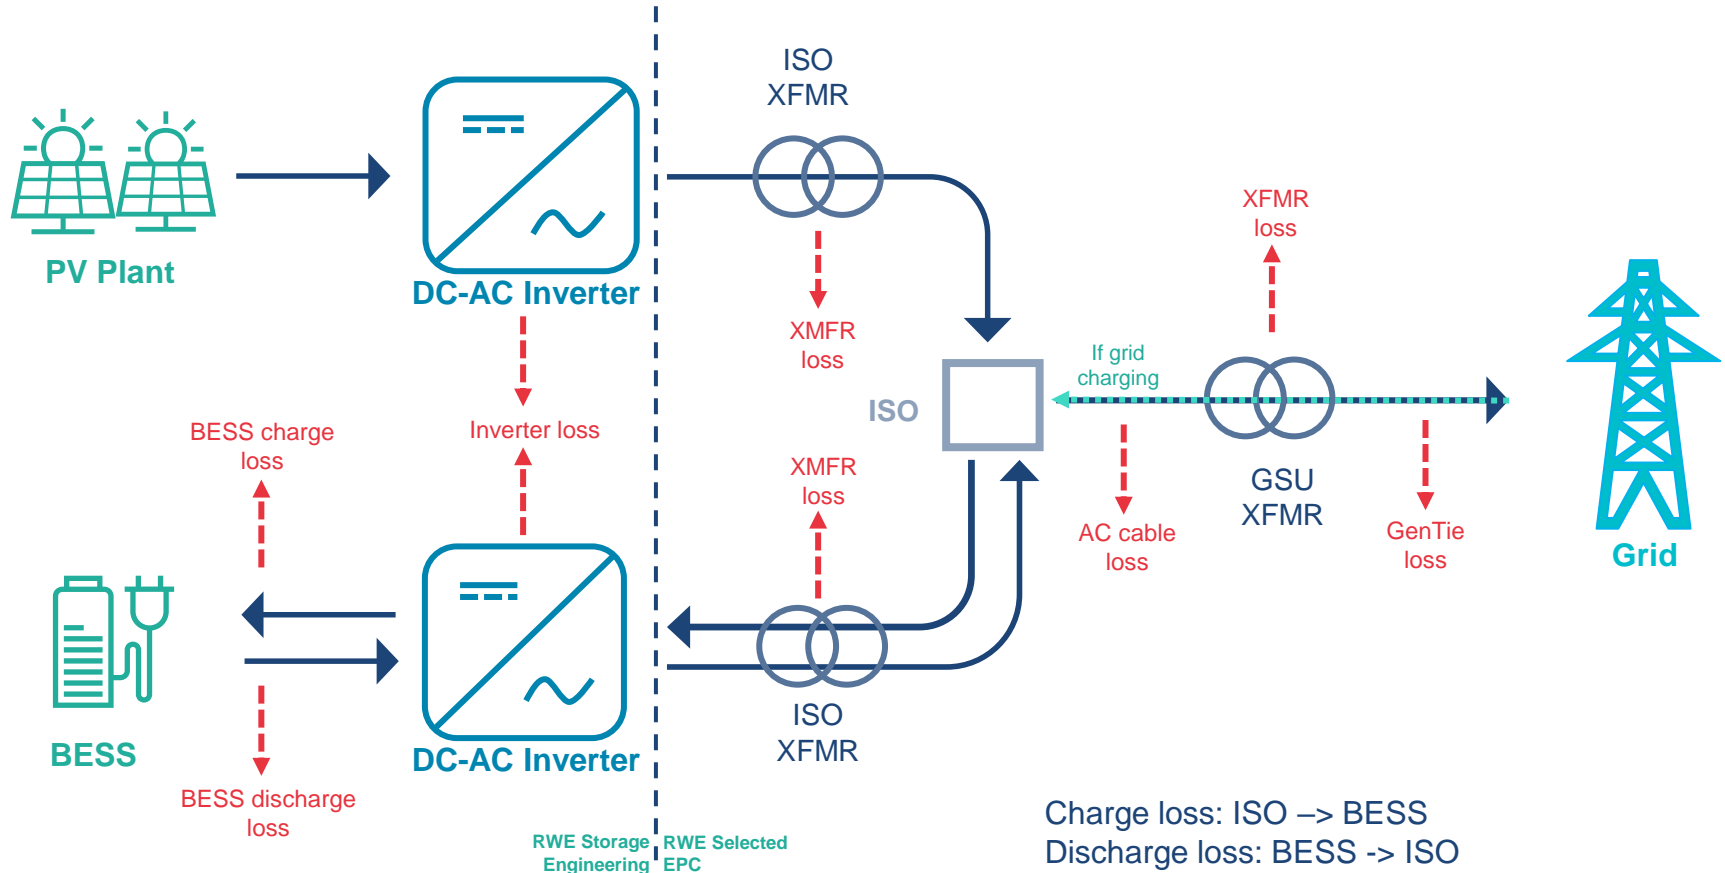 ISO
XFMR
XFMR
loss
PV Plant
DC-AC Inverter
XMFR
loss
If grid
charging
ISO
BESS charge
loss
Inverter loss
XMFR
loss
GSU
XFMR
AC cable
loss
GenTie
loss
Grid
ISO
XFMR
BESS
DC-AC Inverter
BESS discharge
loss
RWE Storage
Engineering
RWE Selected
EPC
Charge loss: ISO –> BESS
Discharge loss: BESS -> ISO